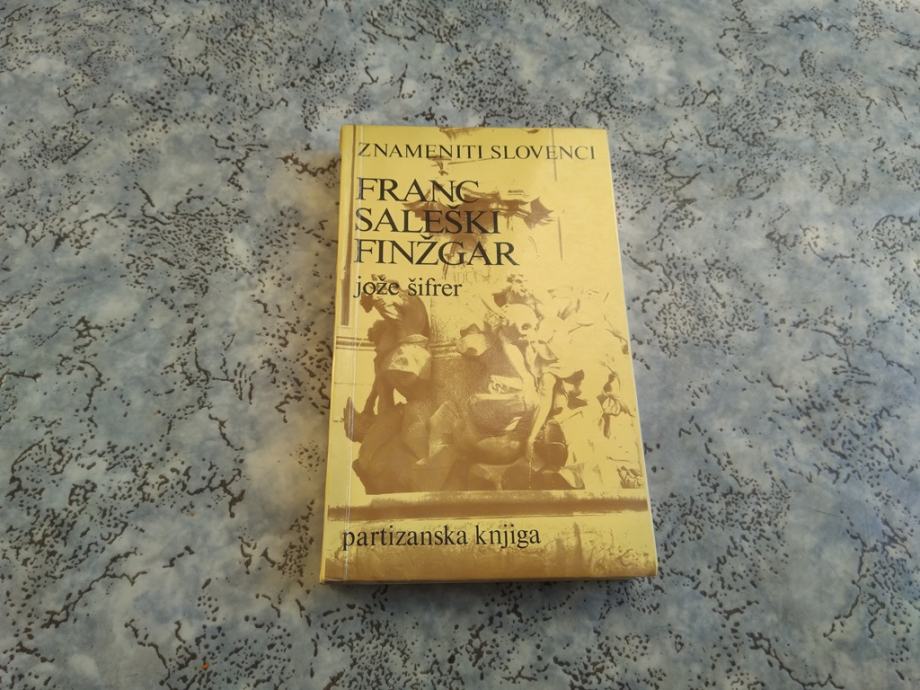 ZNAMENITI SLOVENCI
FRANC
SALEŠKI
FINŽGAR
jože šifrer
partizanska knjiga